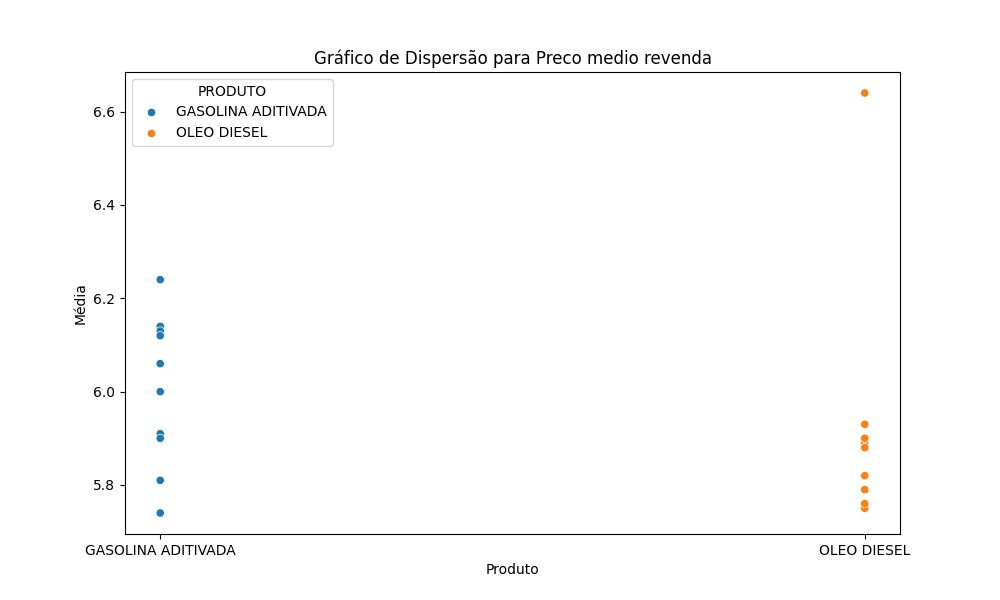 Gráfico de Dispersão para Preco medio revenda
PRODUTO
GASOLINA ADITIVADA
OLEO DIESEL
6.6
6.4
6.2
6.0
5.8
Média
GASOLINA ADITIVADA
OLEO DIESEL
Produto